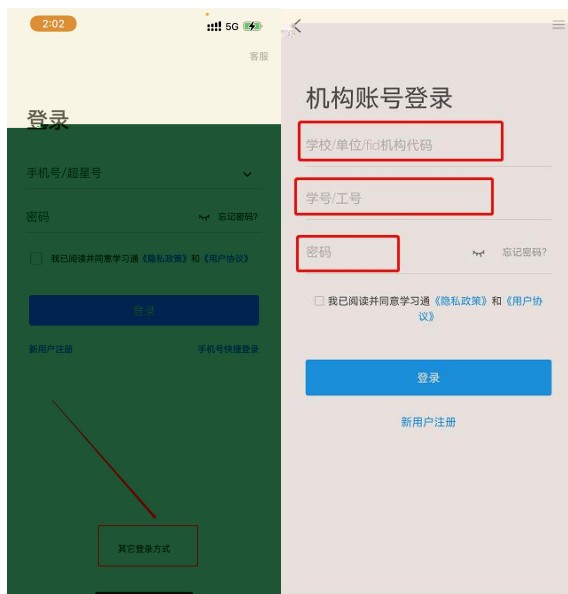 2:02
5G
客服
登录
手机号/超星号
密码
忘记密码?
我已阅读并同意学习通《隐私政策》和《用户协议》
登录
新用户注册
手机号快捷登录
其它登录方式
机构账号登录
学校/单位/fid机构代码
学号/工号
密码
忘记密码?
我已阅读并同意学习通《隐私政策》和《用户协
议》
登录
新用户注册